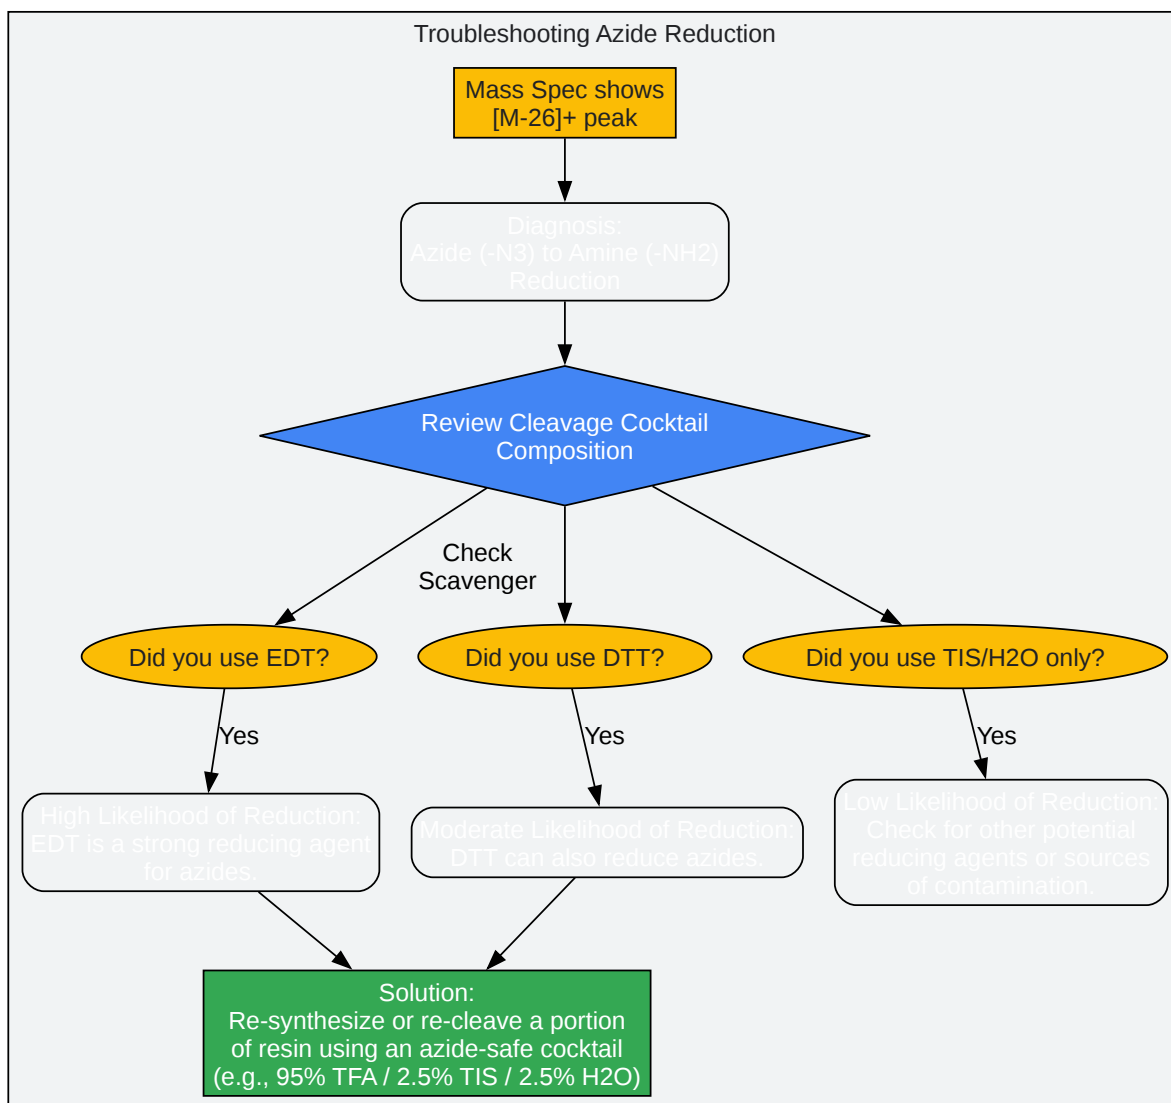 Troubleshooting Azide Reduction
Mass Spec shows
[M-26]+ peak
Diagnosis:
Azide (-N3) to Amine (-NH2)
Reduction
Review Cleavage Cocktail
Composition
Check
Scavenger
Did you use EDT?
Did you use DTT?
Did you use TIS/H2O only?
Yes
Yes
Yes
High Likelihood of Reduction:
EDT is a strong reducing agent
for azides.
Moderate Likelihood of Reduction:
DTT can also reduce azides.
Low Likelihood of Reduction:
Check for other potential
reducing agents or sources
of contamination.
Solution:
Re-synthesize or re-cleave a portion
of resin using an azide-safe cocktail
(e.g., 95% TFA / 2.5% TIS / 2.5% H2O)